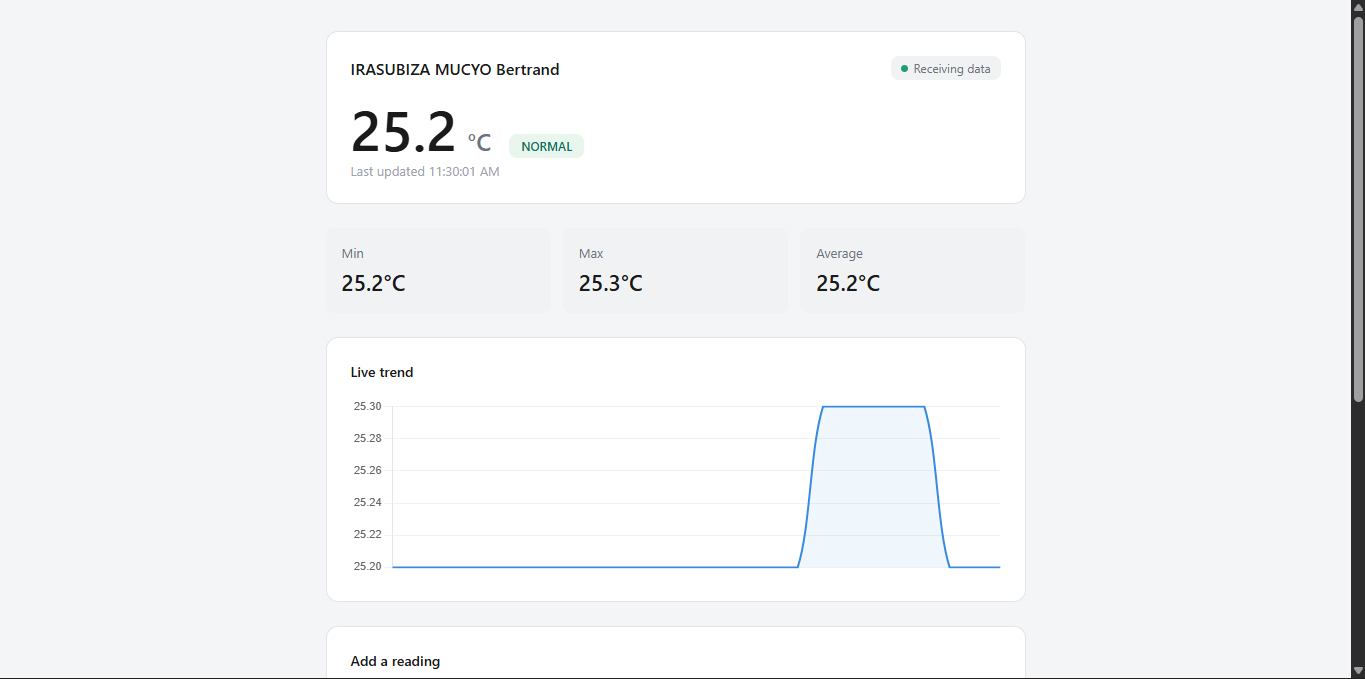 IRASUBIZA MUCYO Bertrand
Receiving data
25.2 °C NORMAL
Last updated 11:30:01 AM
Min
25.2°C
Max
25.3°C
Average
25.2°C
Live trend
25.30
25.28
25.26
25.24
25.22
25.20
Add a reading